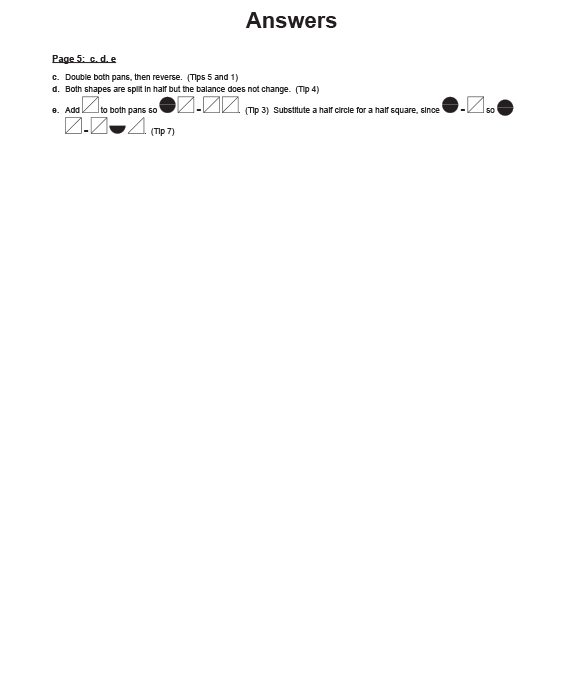 Answers
Page 5: c, d, e
c. Double both pans, then reverse. (Tips 5 and 1)
d. Both shapes are split in half but the balance does not change. (Tip 4)
e. Add to both pans so = . (Tip 3) Substitute a half circle for a half square, since = so
= . (Tip 7)